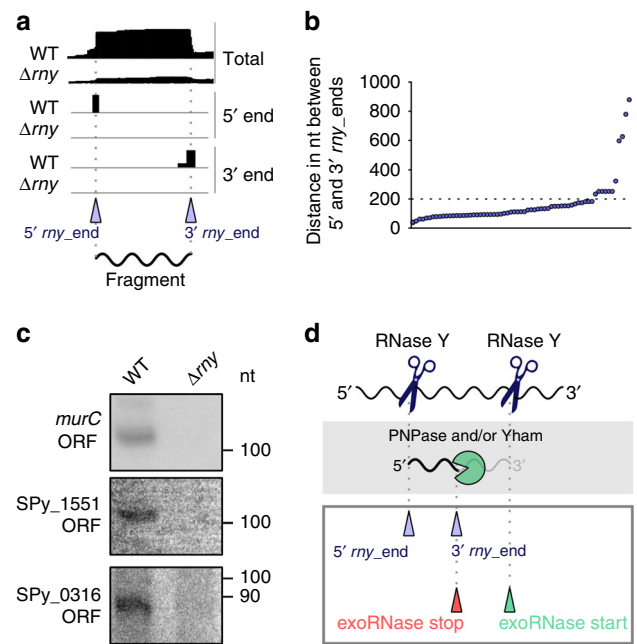 a
WT
Δrny
Total
WT
Δrny
5′ end
WT
Δrny
3′ end
5′ rny_end
3′ rny_end
Fragment
b
Distance in nt between
5′ and 3′ rny_ends
1000
800
600
400
200
0
c
WT
Δrny
nt
murC
ORF
100
SPy_1551
ORF
100
SPy_0316
ORF
100
90
d
RNase Y
RNase Y
5′
3′
PNPase and/or Yham
5′
3′
5′ rny_end
3′ rny_end
exoRNase stop
exoRNase start